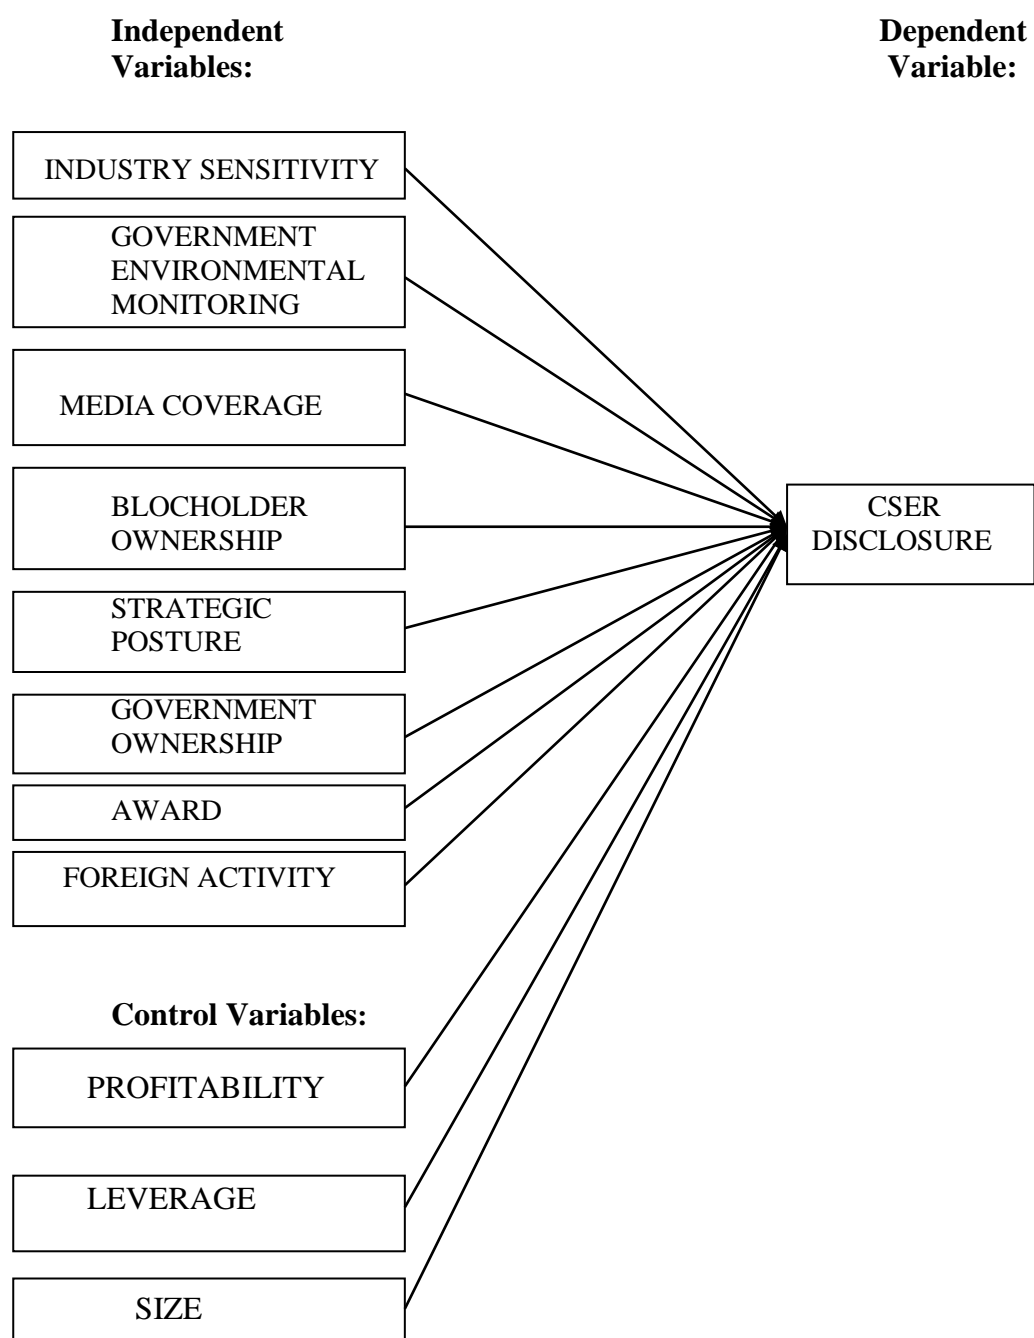 Independent
Variables:
Dependent
Variable:
INDUSTRY SENSITIVITY
GOVERNMENT
ENVIRONMENTAL
MONITORING
MEDIA COVERAGE
BLOCHOLDER
OWNERSHIP
STRATEGIC
POSTURE
GOVERNMENT
OWNERSHIP
AWARD
FOREIGN ACTIVITY
CSER
DISCLOSURE
Control Variables:
PROFITABILITY
LEVERAGE
SIZE